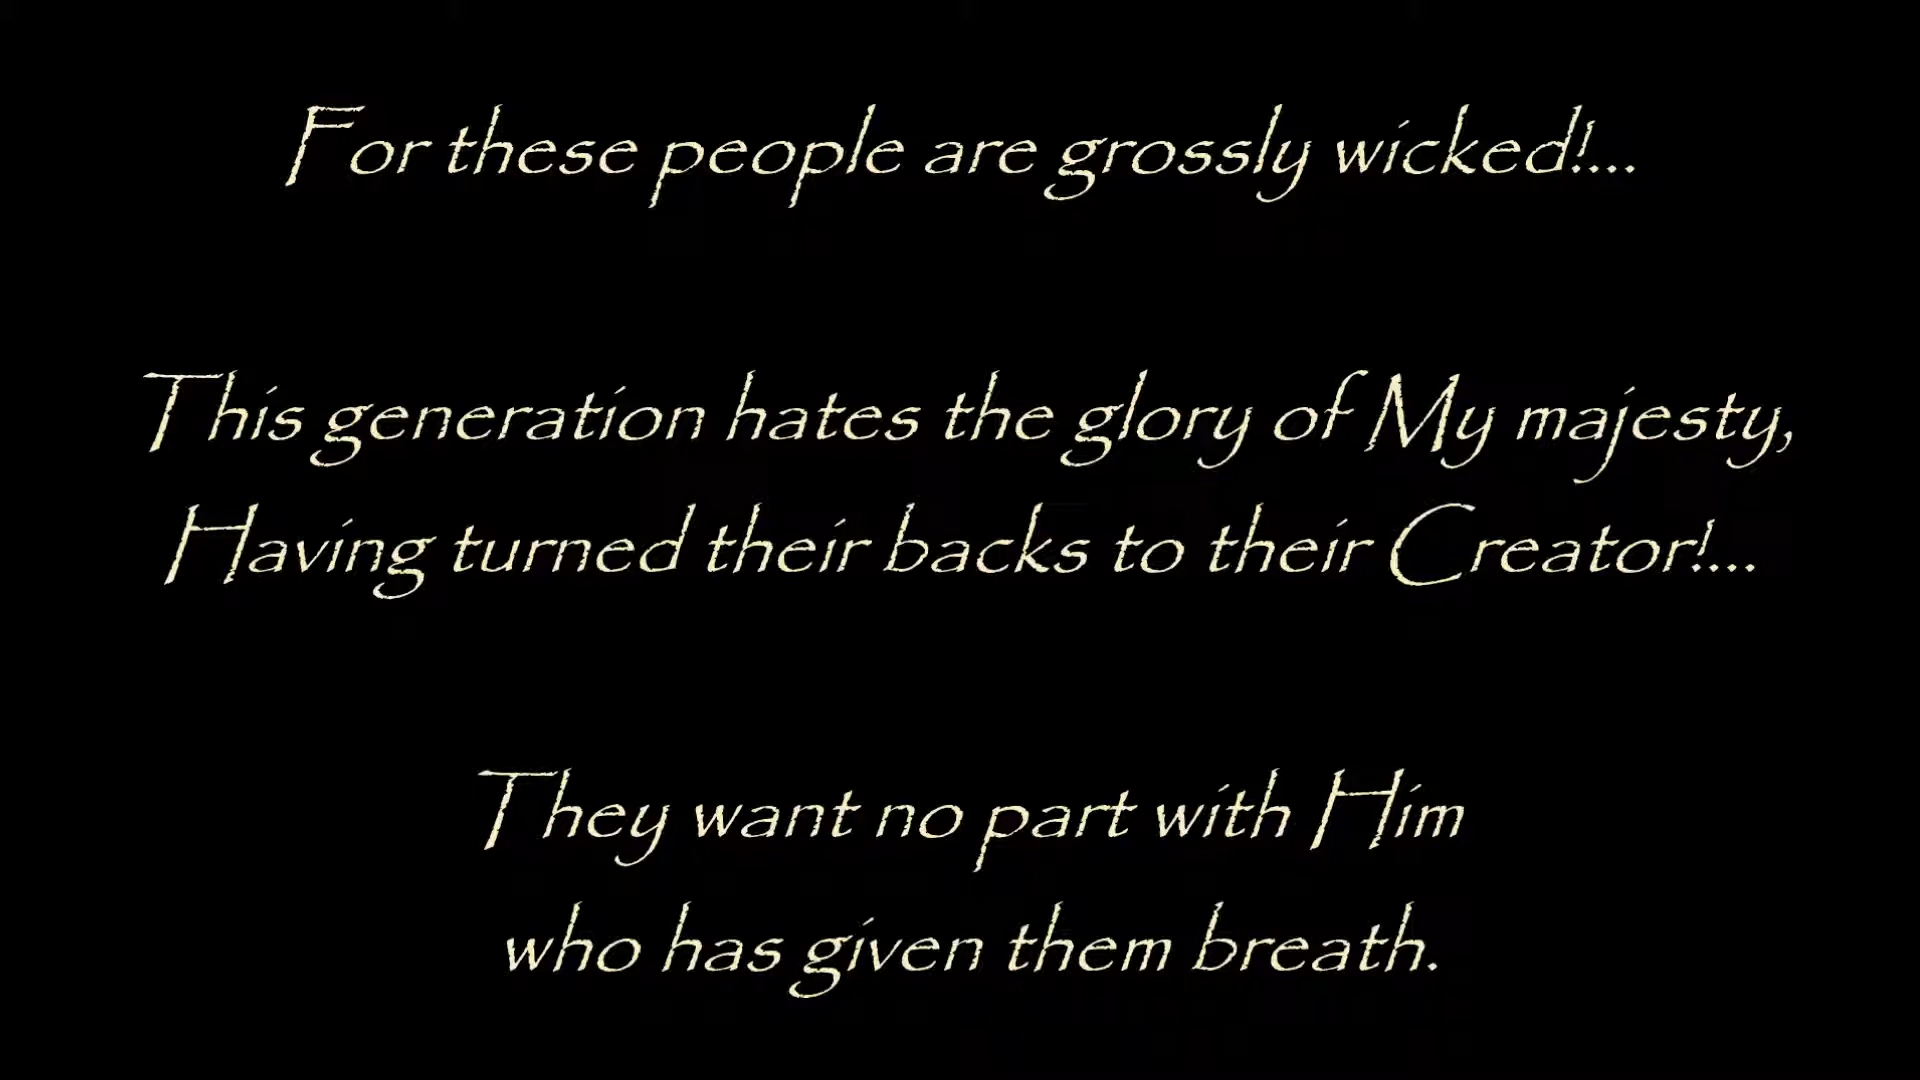 For these people are grossly wicked!...
This generation hates the glory of My majesty,
Having turned their backs to their Creator!...
They want no part with Him
who has given them breath.